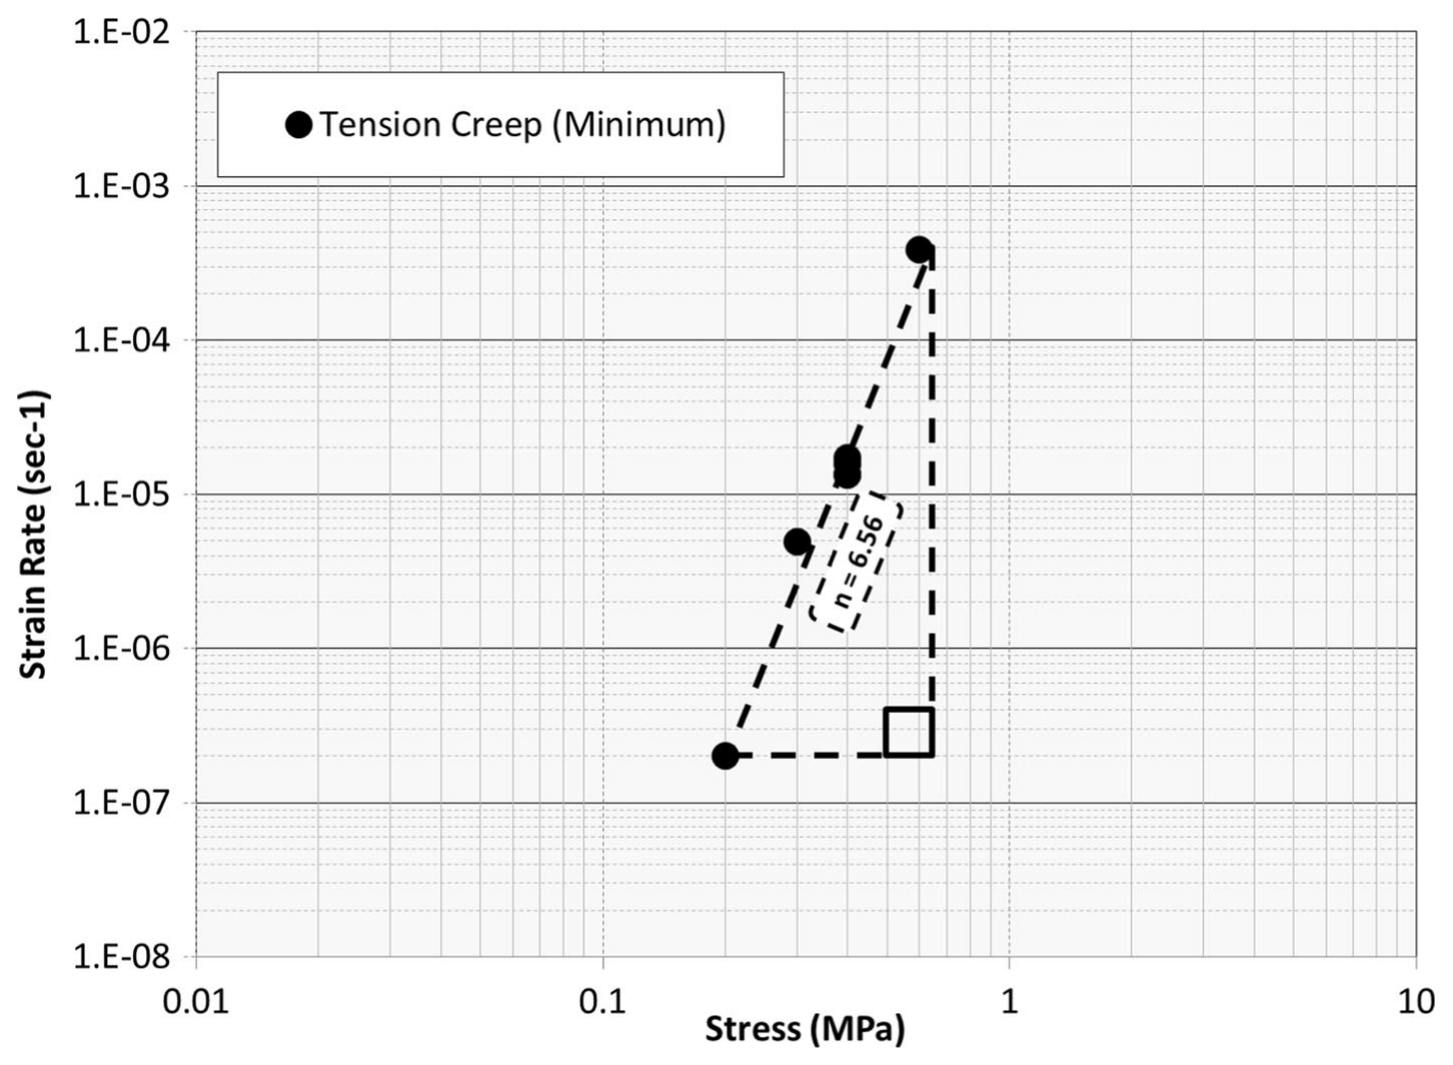 1.E-02
Tension Creep (Minimum)
1.E-03
1.E-04
1.E-05
n = 6.56
1.E-06
1.E-07
1.E-08
Strain Rate (sec-1)
0.01 0.1 1 10
Stress (MPa)